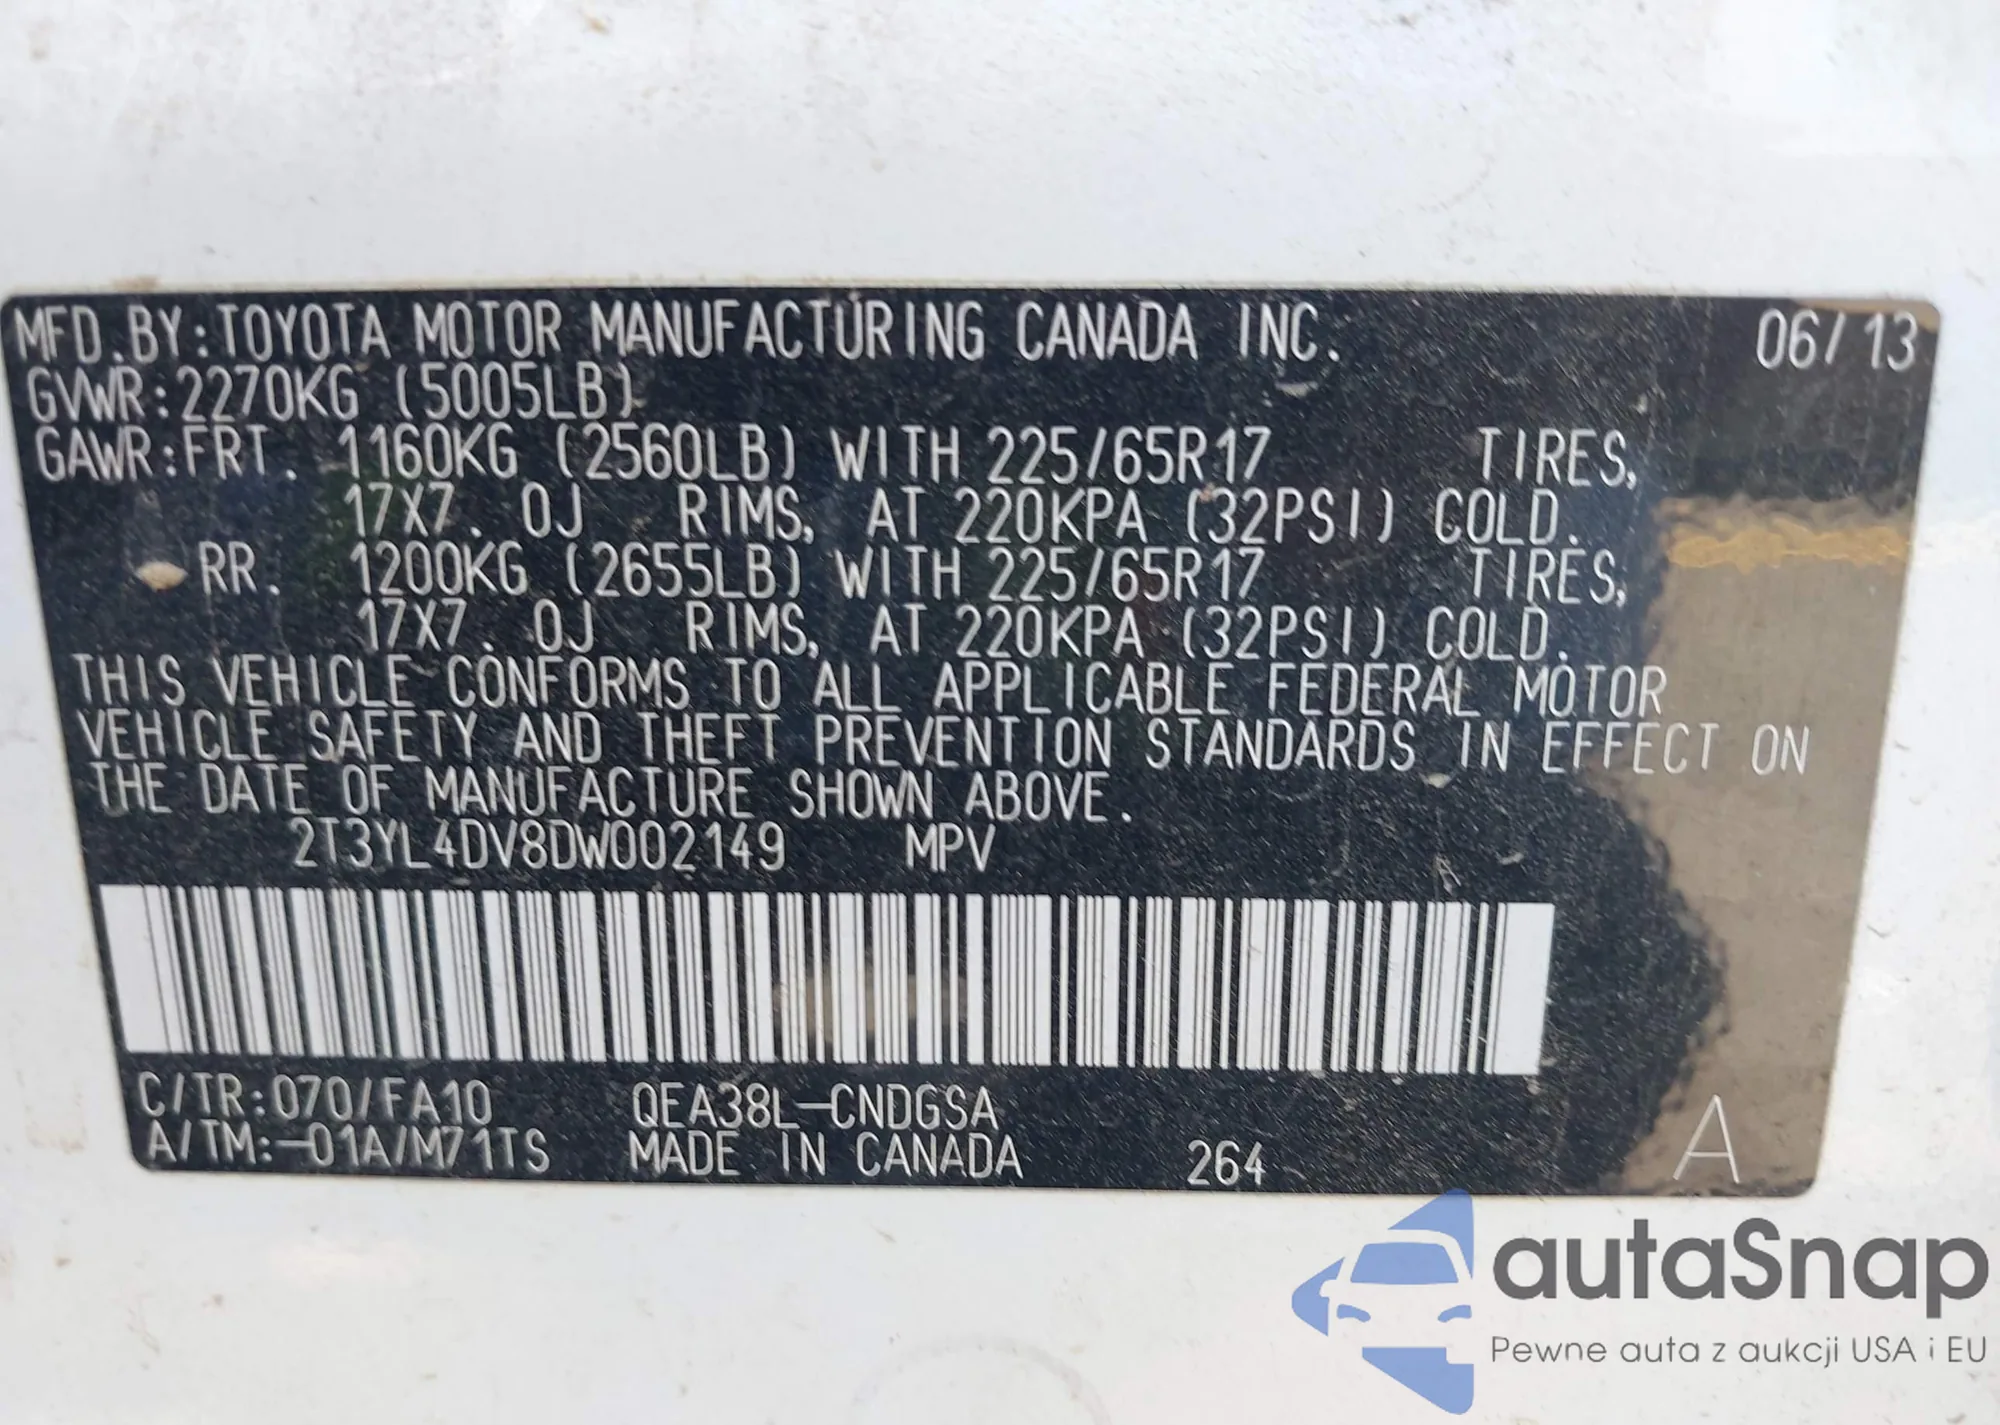 MFD.BY:TOYOTA MOTOR MANUFACTURING CANADA INC. 06/13
GVWR:2270KG (5005LB)
GAWR:FRT. 1160KG (2560LB) WITH 225/65R17 TIRES,
17X7.0J RIMS, AT 220KPA (32PSI) COLD.
RR. 1200KG (2655LB) WITH 225/65R17 TIRES,
17X7.0J RIMS, AT 220KPA (32PSI) COLD.
THIS VEHICLE CONFORMS TO ALL APPLICABLE FEDERAL MOTOR
VEHICLE SAFETY AND THEFT PREVENTION STANDARDS IN EFFECT ON
THE DATE OF MANUFACTURE SHOWN ABOVE.
2T3YL4DV8DW002149 MPV
C/TR:070/FA10 QEA38L-CNDGSA
A/TM:-01A/M71TS MADE IN CANADA 264 A
autaSnap
Pewne auta z aukcji USA i EU